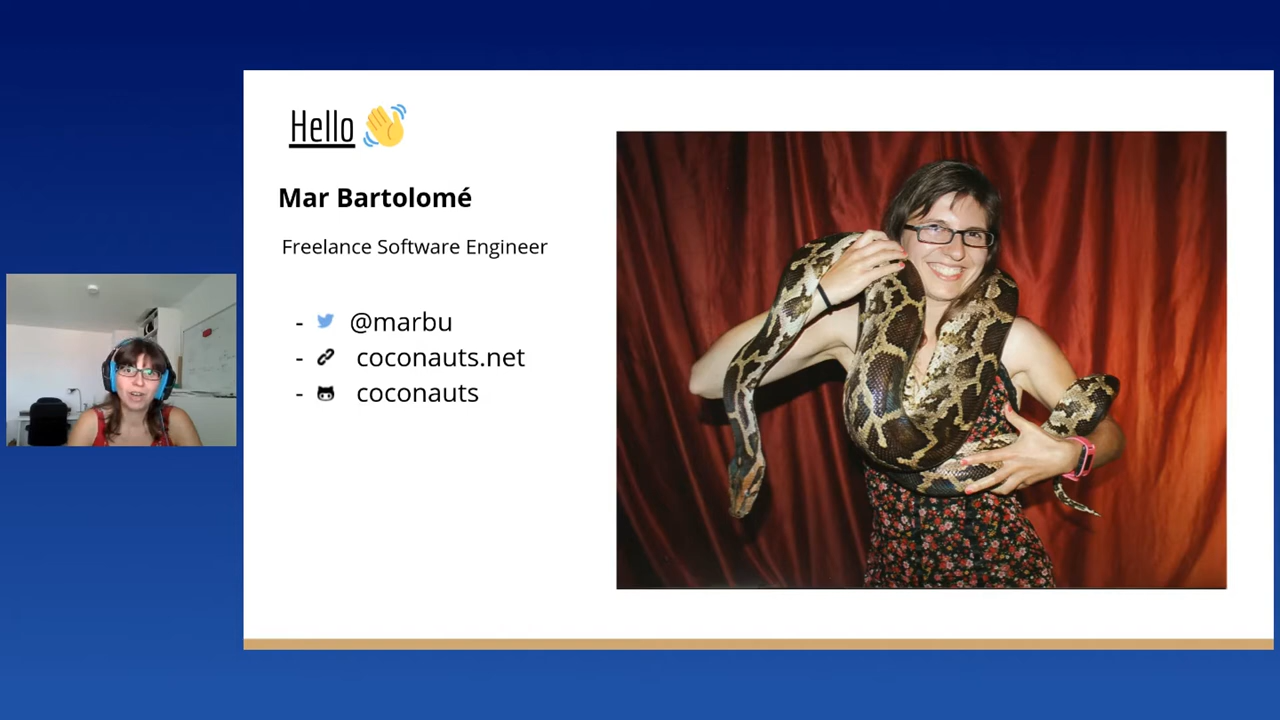 Hello 👋
Mar Bartolomé
Freelance Software Engineer
- @marbu
- coconauts.net
- coconauts